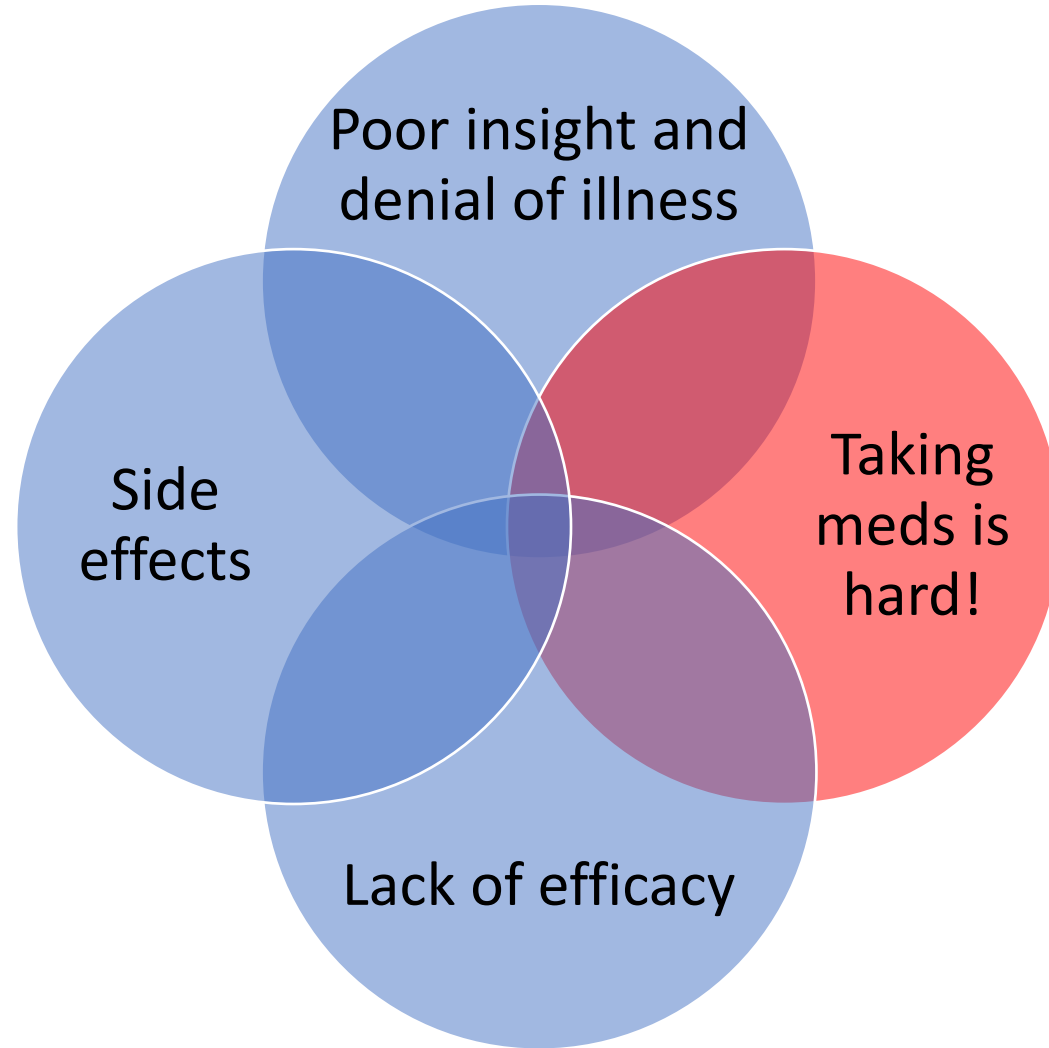 Poor insight and
denial of illness
Side
effects
Taking
meds is
hard!
Lack of efficacy